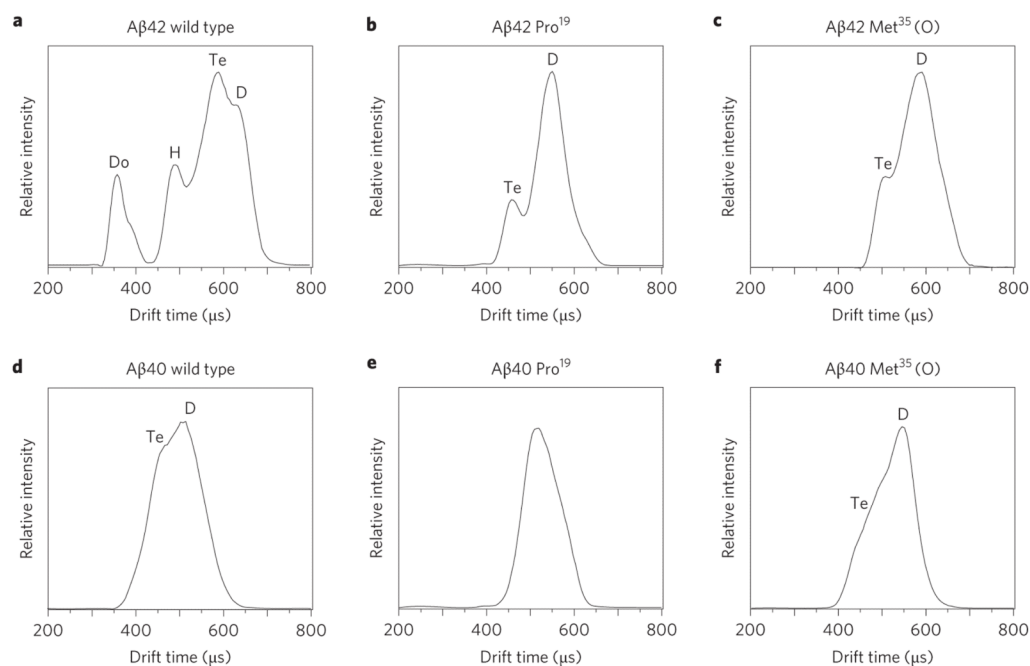 a Aβ42 wild type
Te
D
H
Do
Relative intensity
200 400 600 800
Drift time (μs)
b Aβ42 Pro¹⁹
D
Te
Relative intensity
200 400 600 800
Drift time (μs)
c Aβ42 Met³⁵ (O)
D
Te
Relative intensity
200 400 600 800
Drift time (μs)
d Aβ40 wild type
D
Te
Relative intensity
200 400 600 800
Drift time (μs)
e Aβ40 Pro¹⁹
Relative intensity
200 400 600 800
Drift time (μs)
f Aβ40 Met³⁵ (O)
D
Te
Relative intensity
200 400 600 800
Drift time (μs)